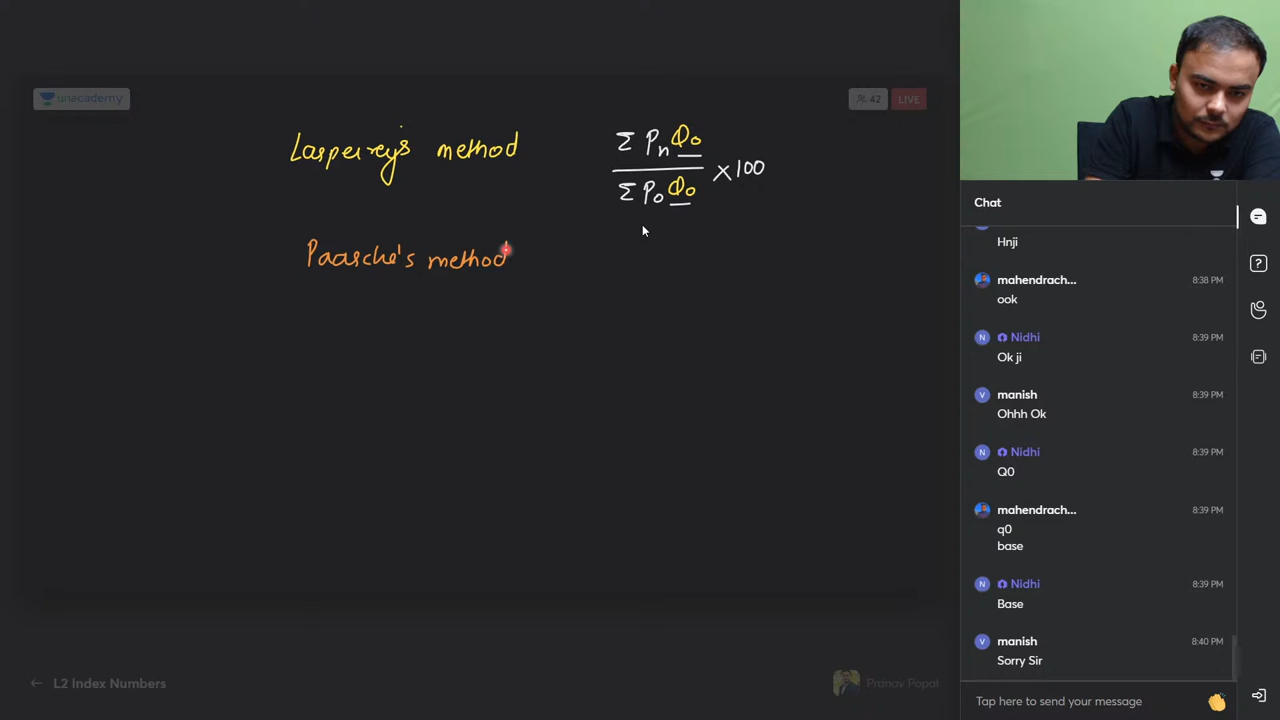 unacademy
42
LIVE
Laspeyrey's method
Σ PnQ0
Σ P0Q0
×100
Paasche's method
L2 Index Numbers
Pranav Popat
Chat
Hnji
mahendrach... 8:38 PM
ook
N Nidhi 8:39 PM
Ok ji
V manish 8:39 PM
Ohhh Ok
N Nidhi 8:39 PM
Q0
mahendrach... 8:39 PM
q0
base
N Nidhi 8:39 PM
Base
V manish 8:40 PM
Sorry Sir
Tap here to send your message